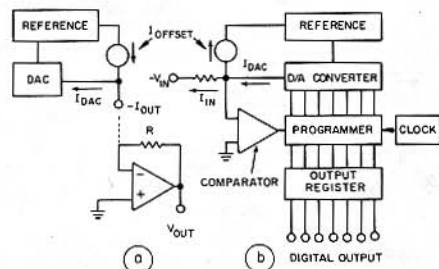 REFERENCE
I OFFSET
DAC
I DAC
-I OUT
R
-
+
V OUT
a
REFERENCE
I DAC
-V IN
I IN
D/A CONVERTER
PROGRAMMER
CLOCK
COMPARATOR
OUTPUT
REGISTER
b
DIGITAL OUTPUT